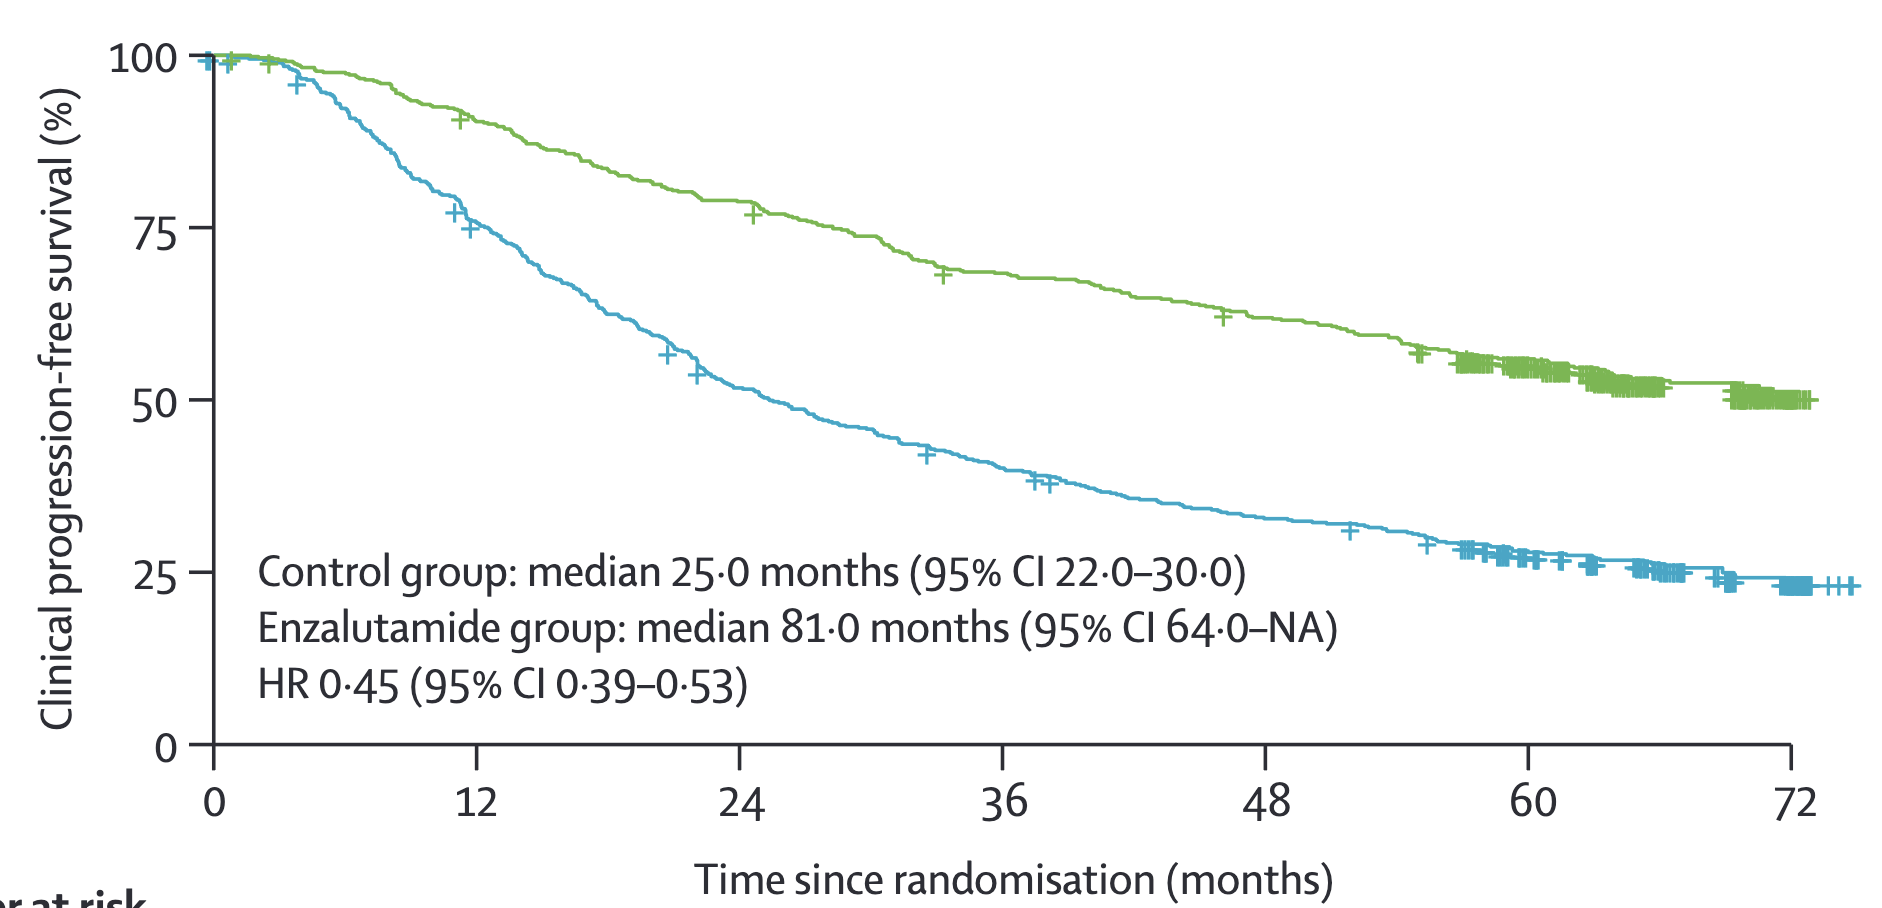 Clinical progression-free survival (%)
100
75
50
25
0
Control group: median 25·0 months (95% CI 22·0–30·0)
Enzalutamide group: median 81·0 months (95% CI 64·0–NA)
HR 0·45 (95% CI 0·39–0·53)
0 12 24 36 48 60 72
Time since randomisation (months)
at risk